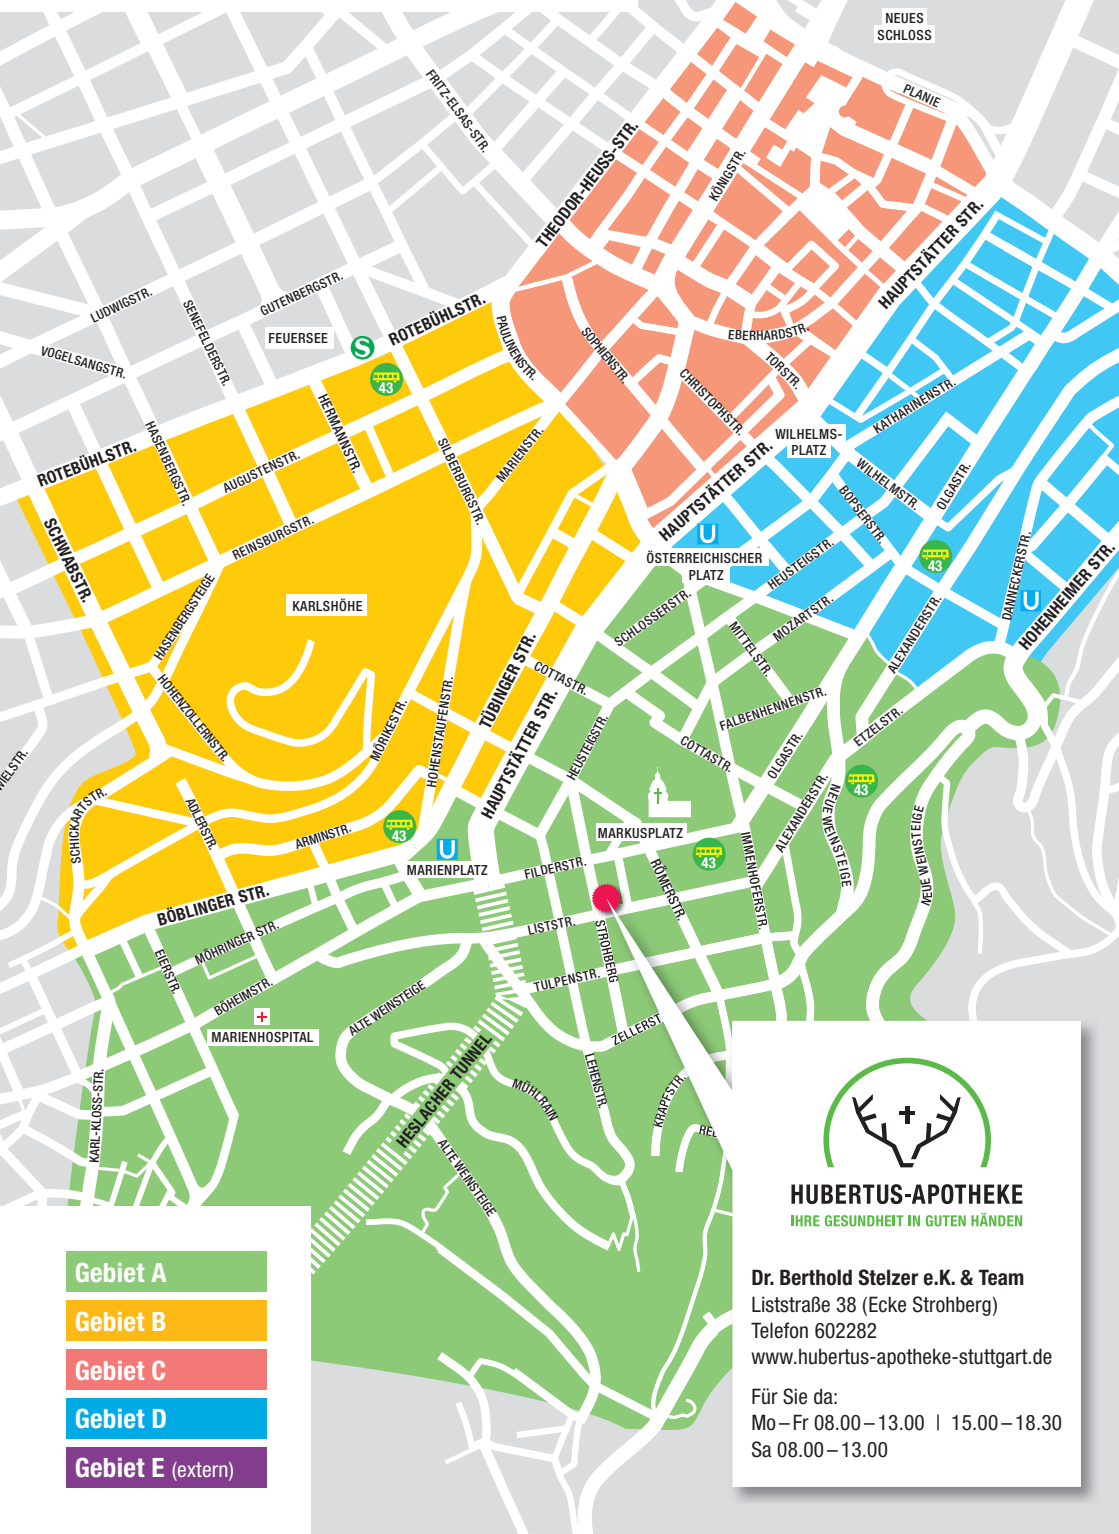 NEUES
SCHLOSS
PLANIE
FRITZ-ELSAS-STR.
THEODOR-HEUSS-STR.
KÖNIGSTR.
HAUPTSTÄTTER STR.
LUDWIGSTR.
SENEFELDERSTR.
GUTENBERGSTR.
FEUERSEE
S
ROTEBÜHLSTR.
PAULINENSTR.
EBERHARDSTR.
SOPHIENSTR.
TORSTR.
VOGELSANGSTR.
43
CHRISTOPHSTR.
KATHARINENSTR.
HERMANNSTR.
HASENBERGSTR.
ROTEBÜHLSTR.
AUGUSTENSTR.
SILBERBURGSTR.
MARIENSTR.
WILHELMS-
PLATZ
WILHELMSTR.
BOPSERSTR.
OLGASTR.
HAUPTSTÄTTER STR.
SCHWABSTR.
REINSBURGSTR.
U
ÖSTERREICHISCHER
PLATZ
HEUSTEIGSTR.
43
DANNECKERSTR.
U
HOHENHEIMER STR.
HASENBERGSTEIGE
KARLSHÖHE
SCHLOSSERSTR.
MITTELSTR.
MOZARTSTR.
ALEXANDERSTR.
HOHENZOLLERNSTR.
MÖRIKESTR.
HOHENSTAUFENSTR.
TÜBINGER STR.
COTTASTR.
HAUPTSTÄTTER STR.
HEUSTEIGSTR.
FALBENHENNENSTR.
COTTASTR.
OLGASTR.
ETZELSTR.
43
SCHICKARTSTR.
ADLERSTR.
ARMINSTR.
43
U
MARIENPLATZ
MARKUSPLATZ
43
ALEXANDERSTR.
NEUE WEINSTEIGE
NEUE WEINSTEIGE
FILDERSTR.
RÖMERSTR.
IMMENHOFERSTR.
BÖBLINGER STR.
MÖHRINGER STR.
EIERSTR.
BÖHEIMSTR.
LISTSTR.
STROHBERG
TULPENSTR.
ALTE WEINSTEIGE
MARIENHOSPITAL
ZELLERST
HESLACHER TUNNEL
LEHENSTR.
MÜHLRAIN
KRAPFSTR.
KARL-KLOSS-STR.
ALTE WEINSTEIGE
HUBERTUS-APOTHEKE
IHRE GESUNDHEIT IN GUTEN HÄNDEN
Dr. Berthold Stelzer e.K. & Team
Liststraße 38 (Ecke Strohberg)
Telefon 602282
www.hubertus-apotheke-stuttgart.de
Für Sie da:
Mo – Fr 08.00 – 13.00 | 15.00 – 18.30
Sa 08.00 – 13.00
Gebiet A
Gebiet B
Gebiet C
Gebiet D
Gebiet E (extern)